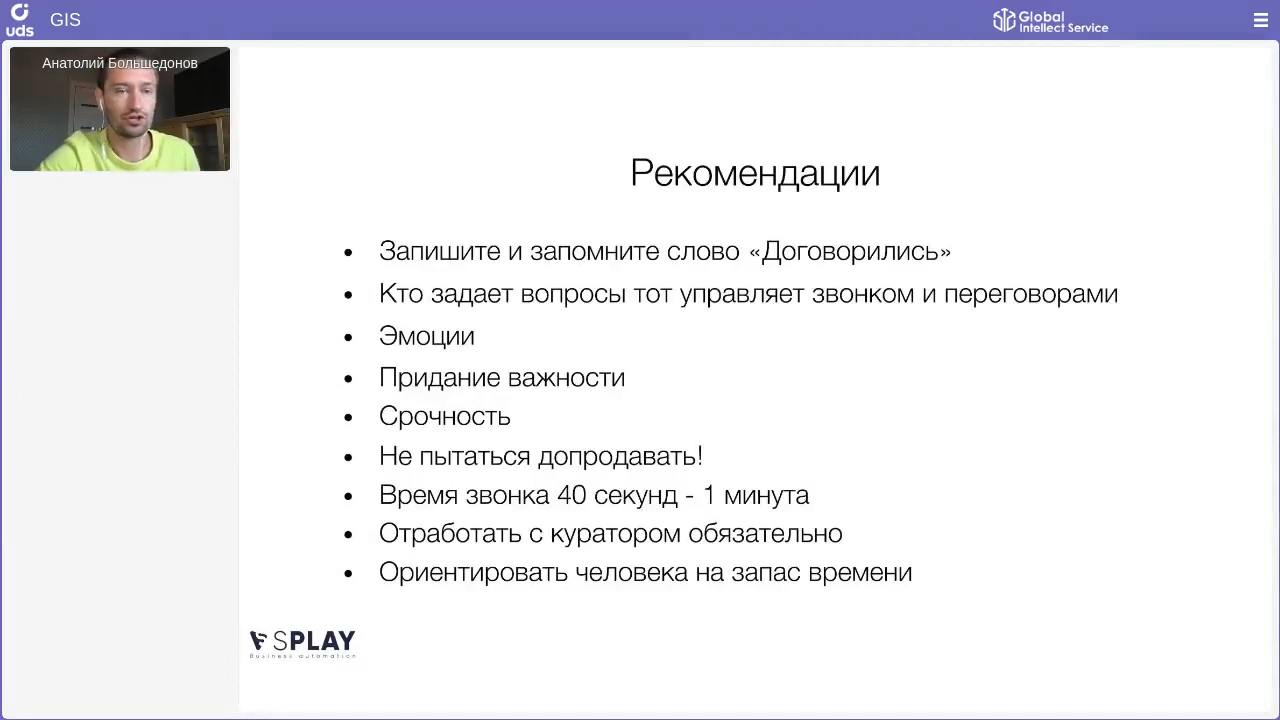 uds
GIS
Global
Intellect Service
Анатолий Большедонов
Рекомендации
• Запишите и запомните слово «Договорились»
• Кто задает вопросы тот управляет звонком и переговорами
• Эмоции
• Придание важности
• Срочность
• Не пытаться допродавать!
• Время звонка 40 секунд - 1 минута
• Отработать с куратором обязательно
• Ориентировать человека на запас времени
SPLAY
Business automation